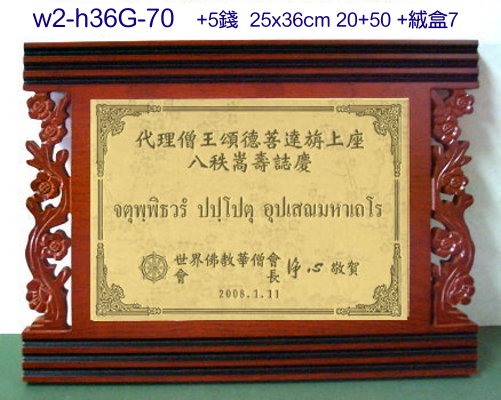 w2-h36G-70 +5錢 25x36cm 20+50 +絨盒7
代理僧王頌德菩達旃上座
八秩嵩壽誌慶
จตุพฺพิธวรํ ปปฺโปตุ อุปเสณมหาเถโร
世界佛教華僧會
會長 淨心 敬賀
2008.1.11